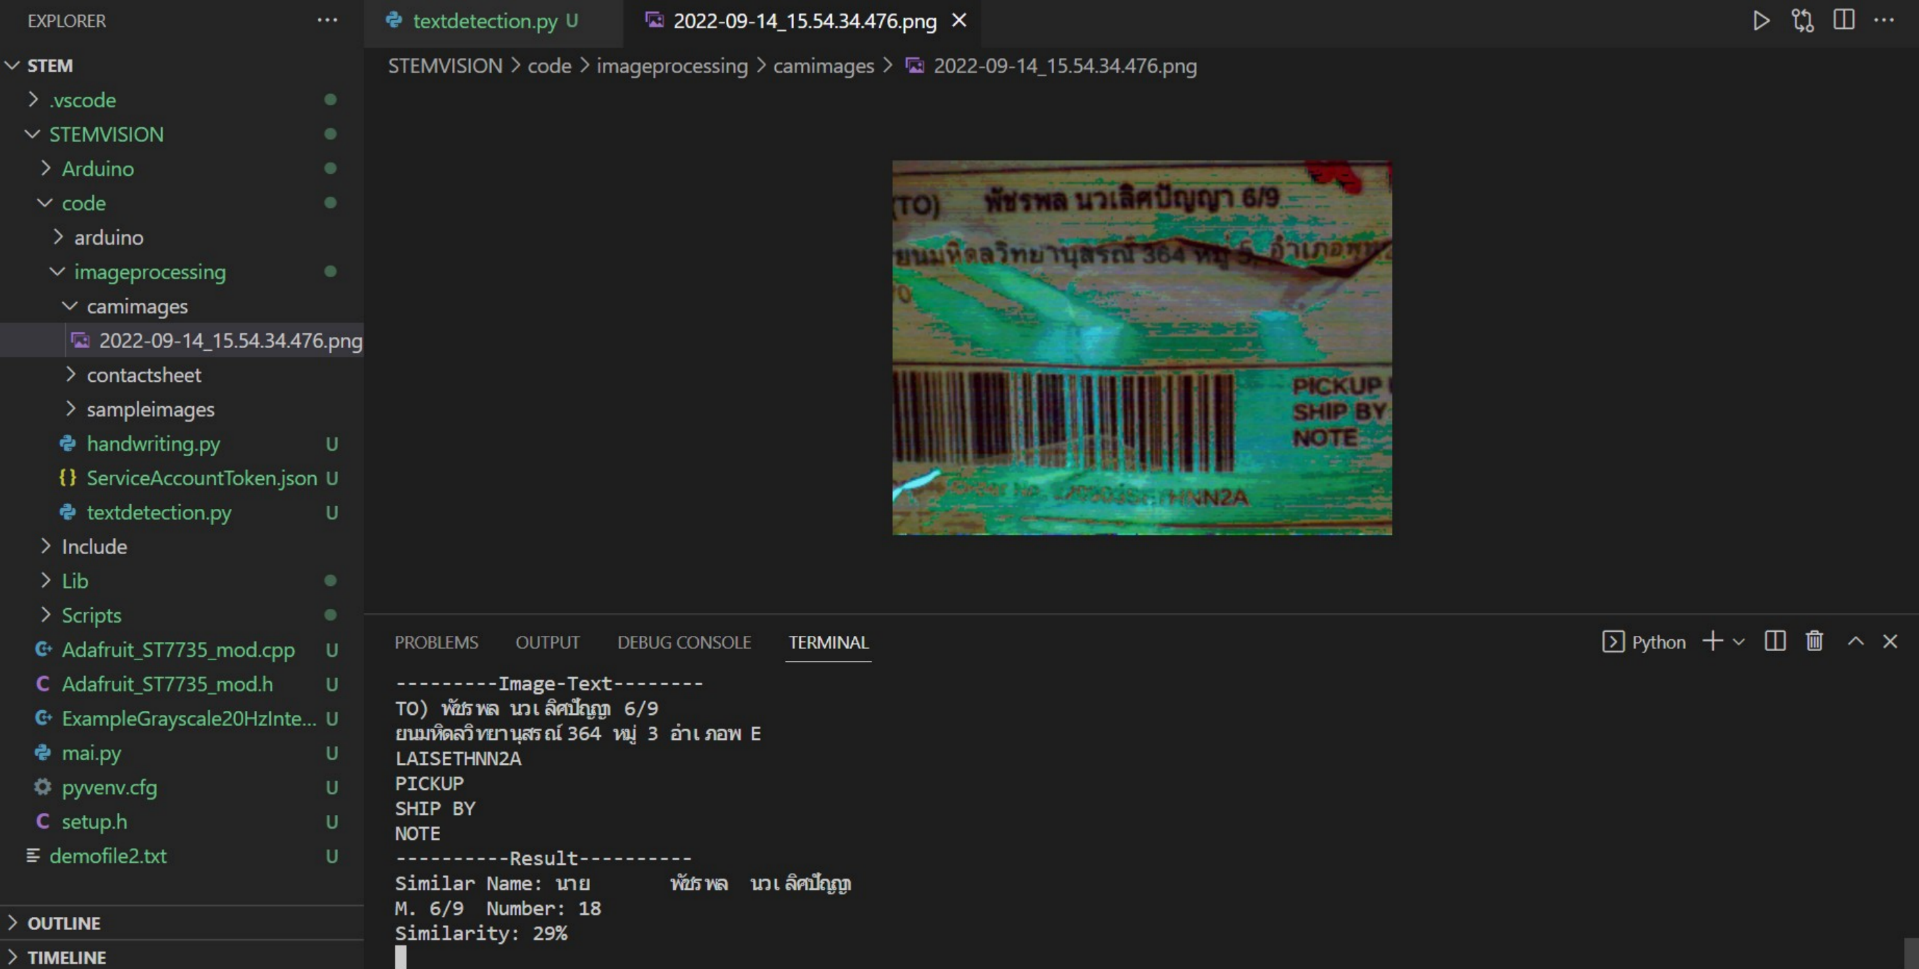 EXPLORER
textdetection.py U
2022-09-14_15.54.34.476.png
STEM
STEMVISION > code > imageprocessing > camimages > 2022-09-14_15.54.34.476.png
.vscode
STEMVISION
Arduino
code
arduino
imageprocessing
camimages
2022-09-14_15.54.34.476.png
contactsheet
sampleimages
handwriting.py U
{} ServiceAccountToken.json U
textdetection.py U
Include
Lib
Scripts
Adafruit_ST7735_mod.cpp U
C Adafruit_ST7735_mod.h U
ExampleGrayscale20HzInte... U
mai.py U
pyvenv.cfg U
C setup.h U
demofile2.txt U
OUTLINE
TIMELINE
(TO) พัชรพล นวเลิศปัญญา 6/9
ยนมหิดลวิทยานุสรณ์ 364 หมู่ 5, อำเภอพุท
PICKUP
SHIP BY
NOTE
Order No. THNN2A
PROBLEMS OUTPUT DEBUG CONSOLE TERMINAL Python
---------Image-Text--------
TO) พัชรพล นวเลิศปัญญา 6/9
ยนมหิดลวิทยานุสรณ์ 364 หมู่ 3 อำเภอพ E
LAISETHNN2A
PICKUP
SHIP BY
NOTE
----------Result----------
Similar Name: นาย พัชรพล นวเลิศปัญญา
M. 6/9 Number: 18
Similarity: 29%